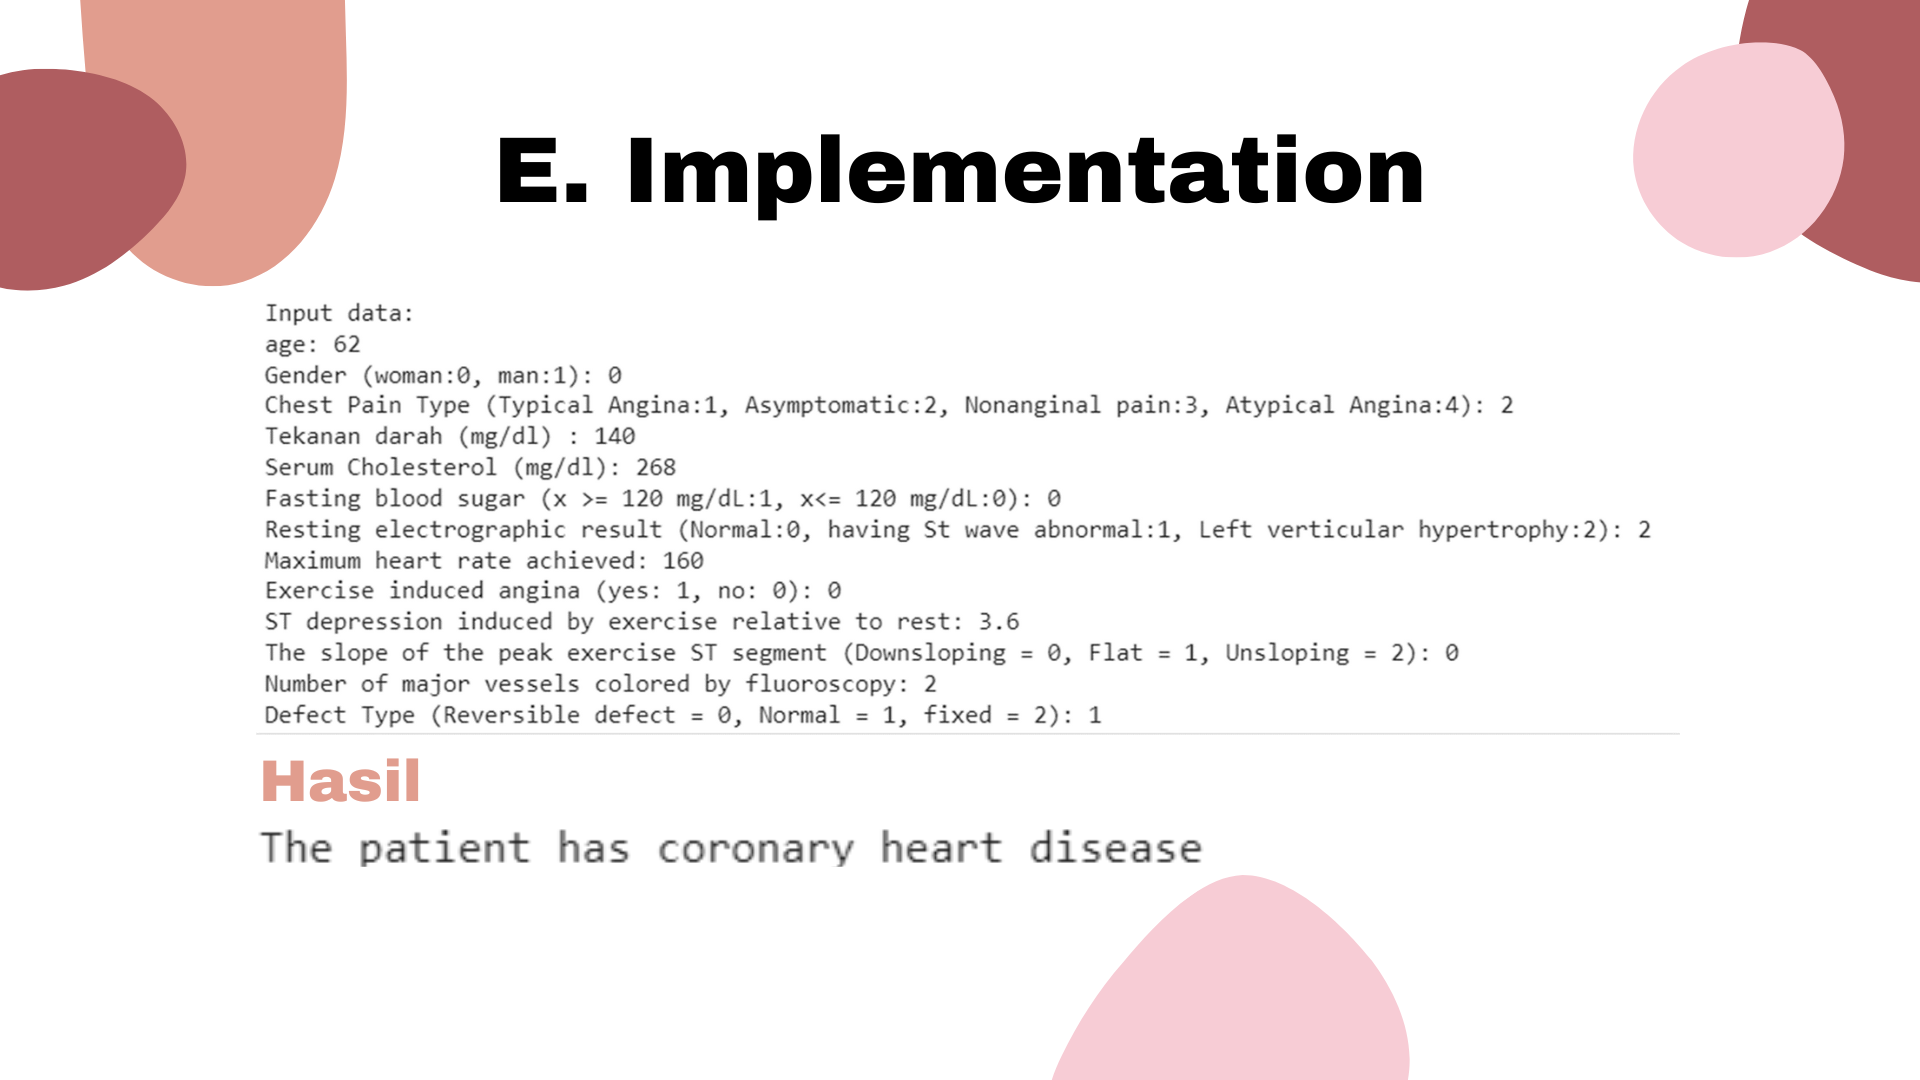 E. Implementation
Input data:
age: 62
Gender (woman:0, man:1): 0
Chest Pain Type (Typical Angina:1, Asymptomatic:2, Nonanginal pain:3, Atypical Angina:4): 2
Tekanan darah (mg/dl) : 140
Serum Cholesterol (mg/dl): 268
Fasting blood sugar (x >= 120 mg/dL:1, x<= 120 mg/dL:0): 0
Resting electrographic result (Normal:0, having St wave abnormal:1, Left verticular hypertrophy:2): 2
Maximum heart rate achieved: 160
Exercise induced angina (yes: 1, no: 0): 0
ST depression induced by exercise relative to rest: 3.6
The slope of the peak exercise ST segment (Downsloping = 0, Flat = 1, Unsloping = 2): 0
Number of major vessels colored by fluoroscopy: 2
Defect Type (Reversible defect = 0, Normal = 1, fixed = 2): 1
Hasil
The patient has coronary heart disease